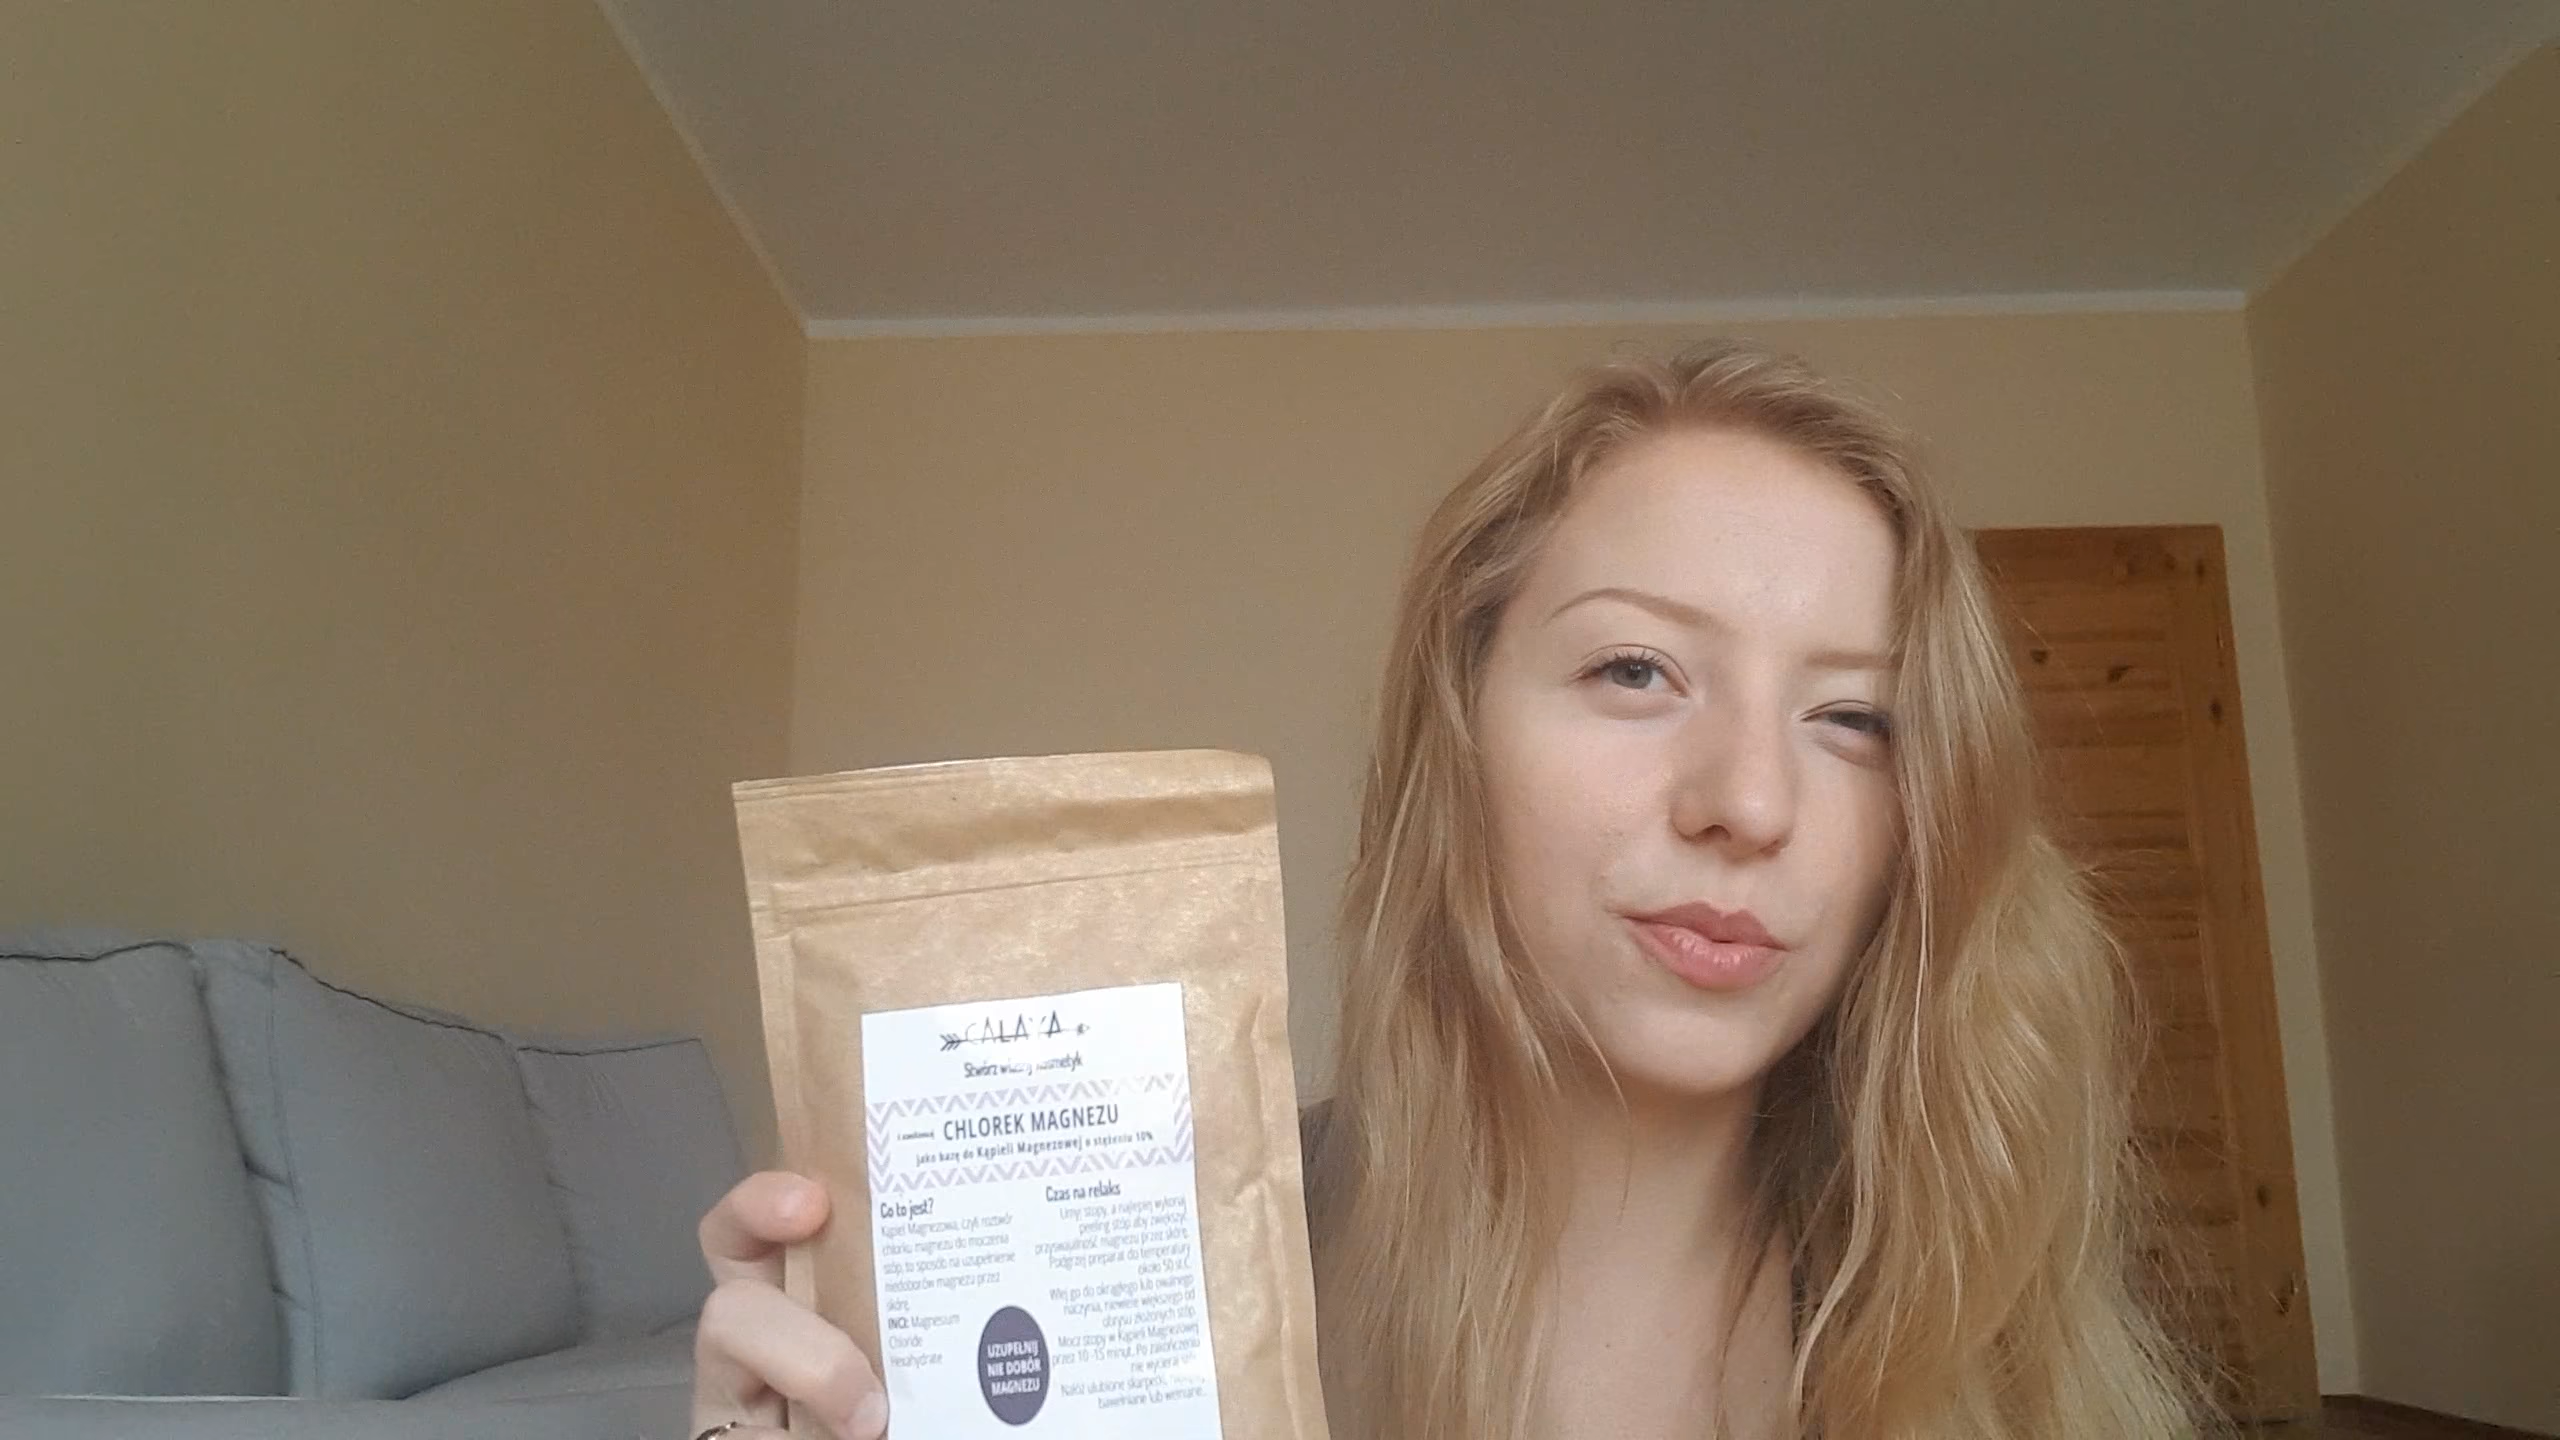 CALAYA
Stwórz własny kosmetyk
CHLOREK MAGNEZU
jako bazę do Kąpieli Magnezowej o stężeniu 10%
Co to jest?
Kąpiel Magnezowa, czyli roztwór
chlorku magnezu do moczenia
stóp, to sposób na uzupełnienie
niedoborów magnezu przez
skórę.
INCI: Magnesium
Chloride
Hexahydrate
UZUPEŁNIJ
NIE DOBÓR
MAGNEZU
Czas na relaks
Umyj stopy, a najlepiej wykonaj
peeling stóp aby zwiększyć
przyswajalność magnezu przez skórę.
Podgrzej preparat do temperatury
około 50 st.C.
Wlej go do okrągłego lub owalnego
naczynia, niewiele większego od
obrysu złożonych stóp.
Mocz stopy w Kąpieli Magnezowej
przez 10-15 minut. Po zakończeniu
nie wycieraj
Nałóż ulubione skarpetki,
bawełniane lub wełniane.